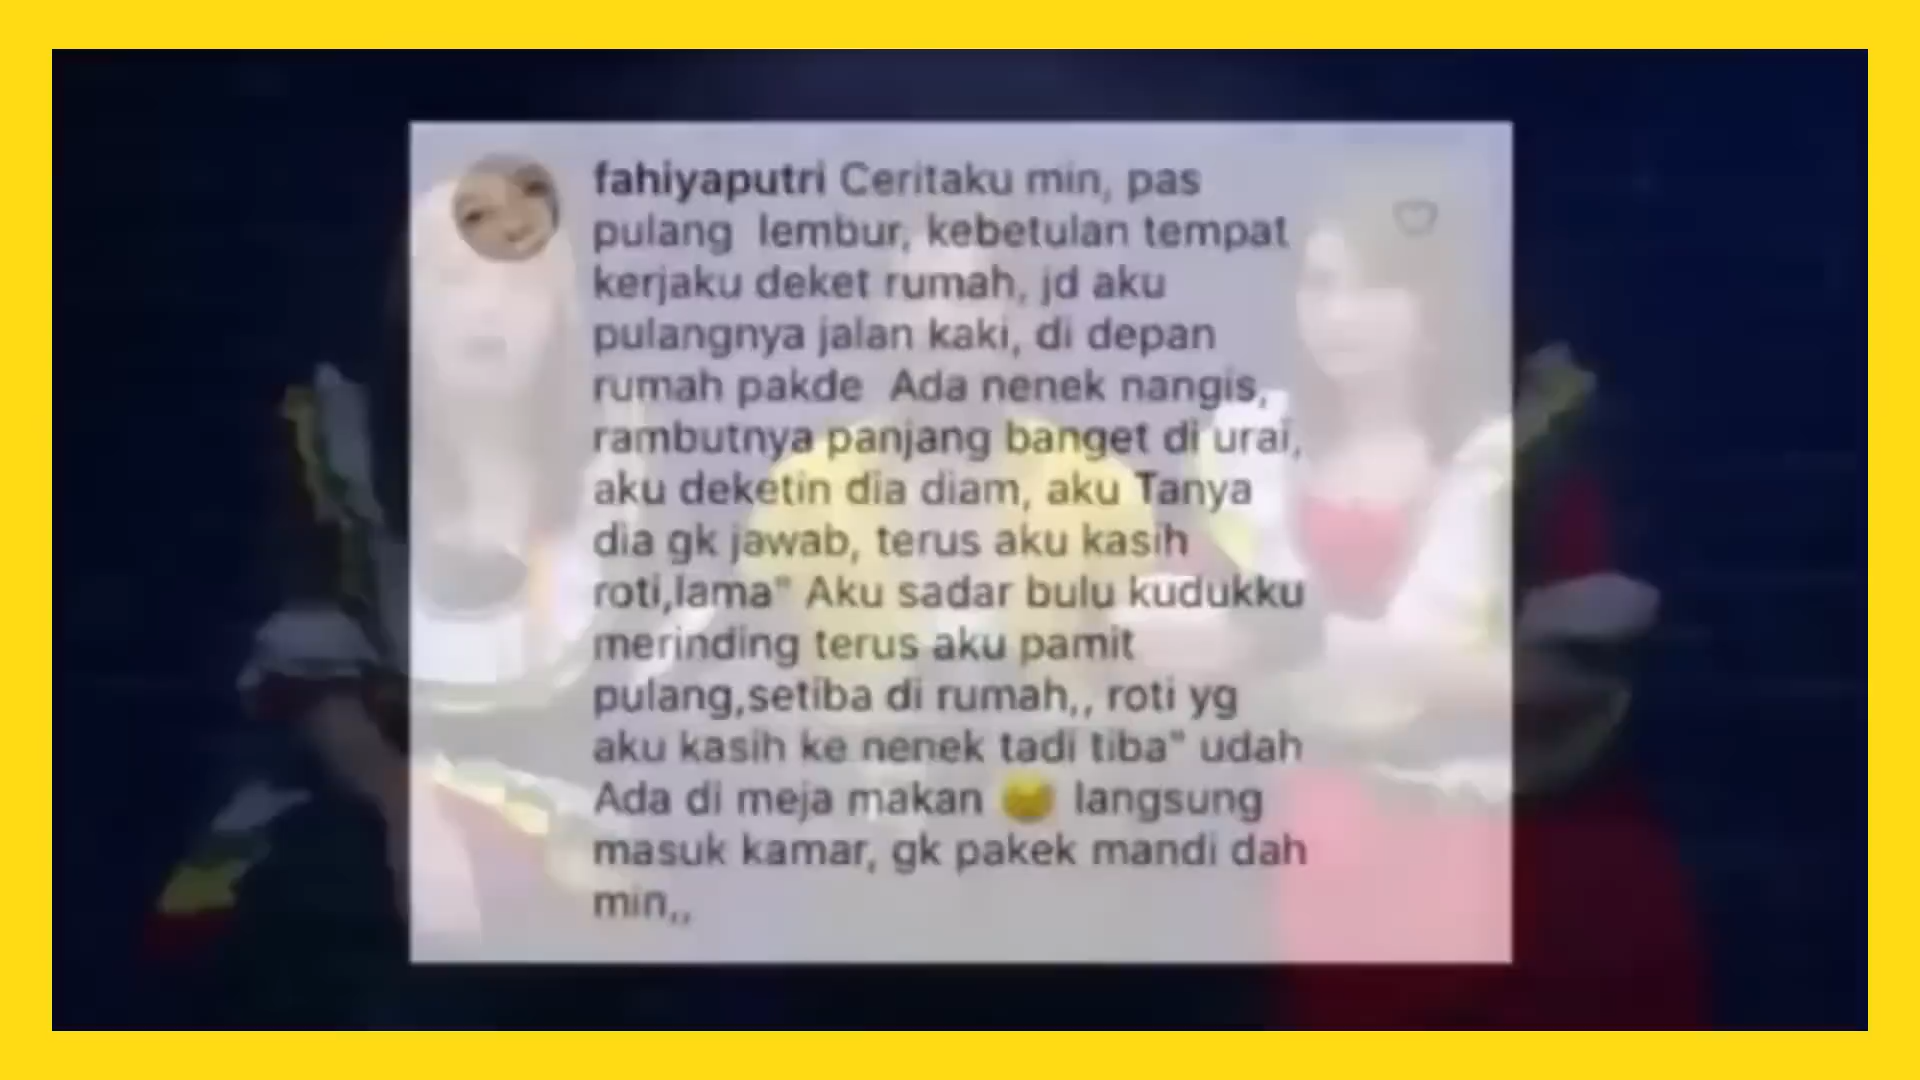 fahiyaputri Ceritaku min, pas
pulang lembur, kebetulan tempat
kerjaku deket rumah, jd aku
pulangnya jalan kaki, di depan
rumah pakde Ada nenek nangis,
rambutnya panjang banget di urai,
aku deketin dia diam, aku Tanya
dia gk jawab, terus aku kasih
roti,lama" Aku sadar bulu kudukku
merinding terus aku pamit
pulang,setiba di rumah,, roti yg
aku kasih ke nenek tadi tiba" udah
Ada di meja makan 😅 langsung
masuk kamar, gk pakek mandi dah
min,,